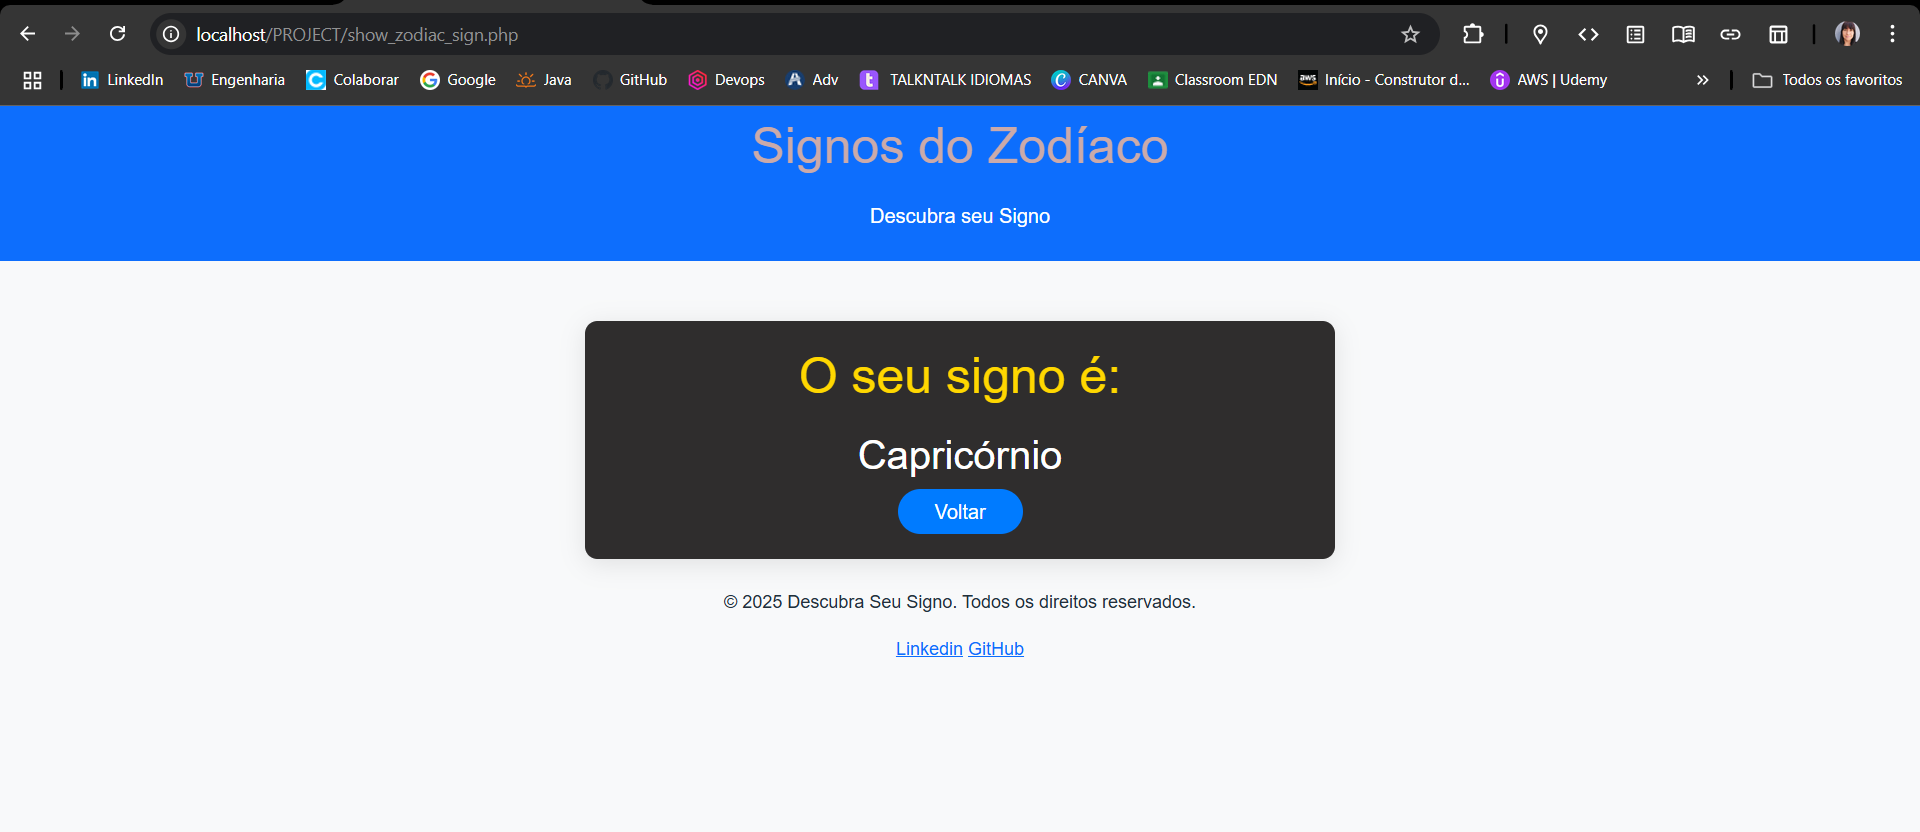 localhost/PROJECT/show_zodiac_sign.php
LinkedIn Engenharia Colaborar Google Java GitHub Devops Adv TALKNTALK IDIOMAS CANVA Classroom EDN aws Início - Construtor d... AWS | Udemy » Todos os favoritos
Signos do Zodíaco
Descubra seu Signo
O seu signo é:
Capricórnio
Voltar
© 2025 Descubra Seu Signo. Todos os direitos reservados.
Linkedin GitHub